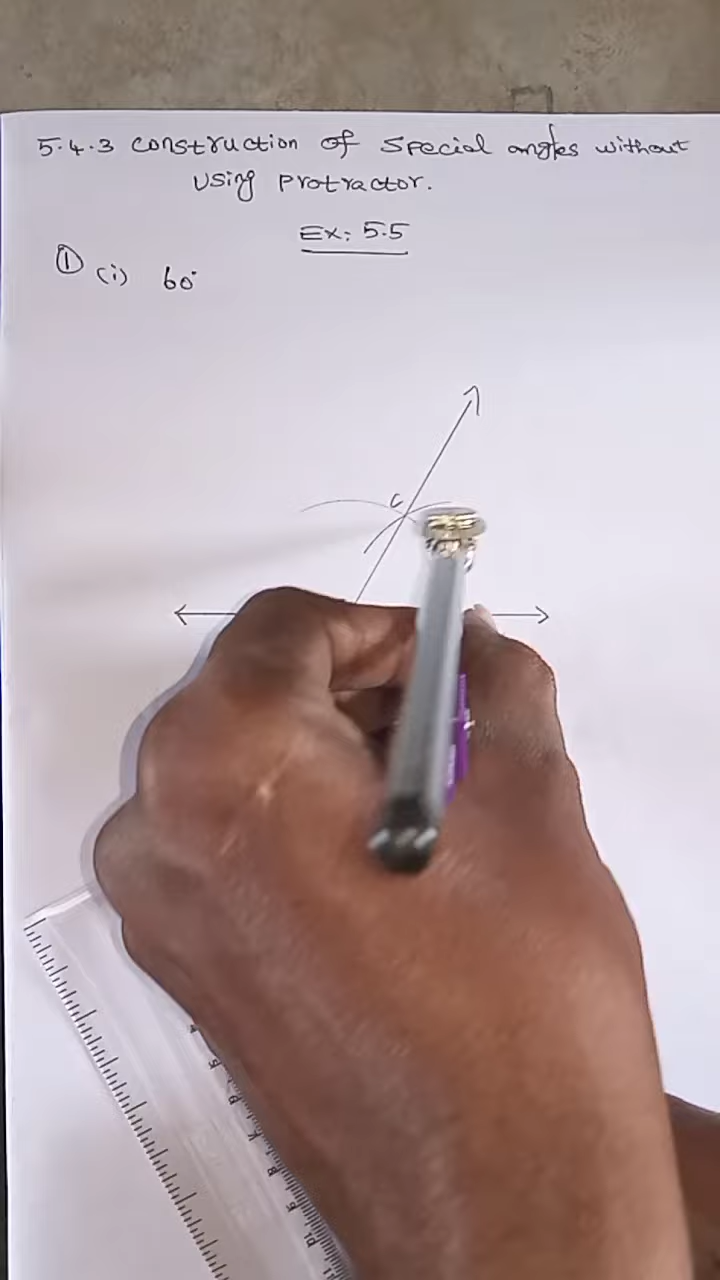 5.4.3 Construction of Special angles without
Using Protractor.
Ex: 5.5
① (i) 60°
C